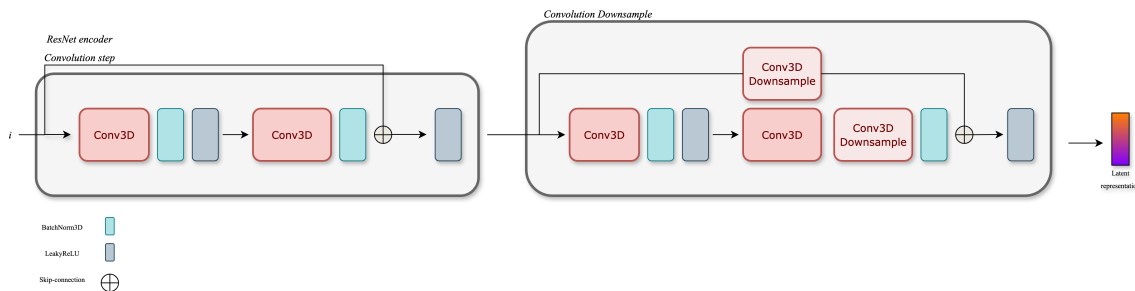 Convolution Downsample
ResNet encoder
Convolution step
Conv3D
Downsample
i
Conv3D
Conv3D
Conv3D
Conv3D
Conv3D
Downsample
Latent
representatio
BatchNorm3D
LeakyReLU
Skip-connection